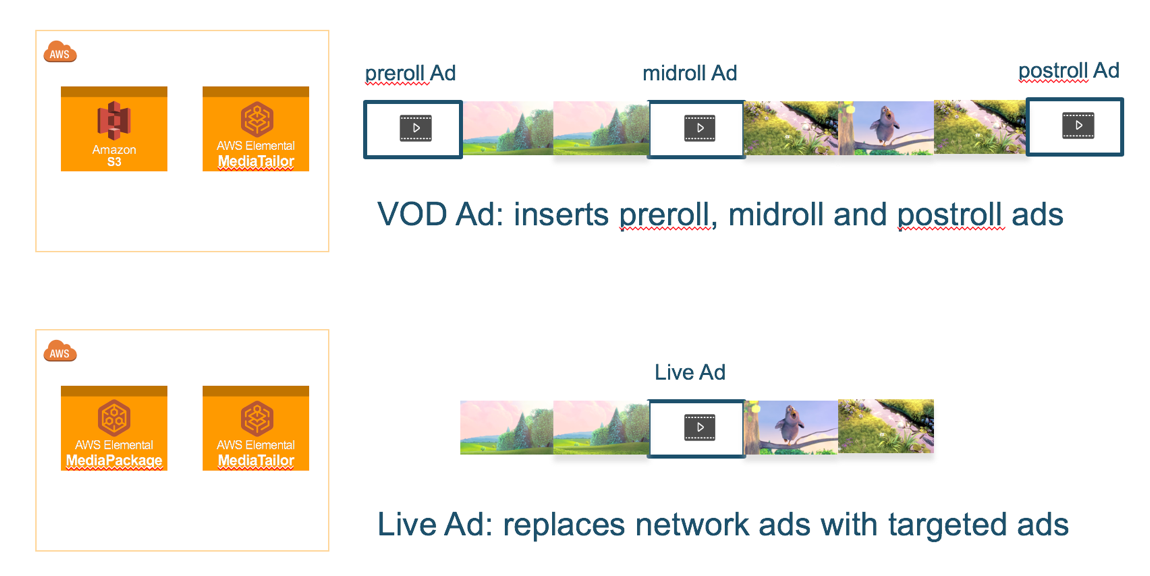 AWS
Amazon
S3
AWS Elemental
MediaTailor
preroll Ad
midroll Ad
postroll Ad
VOD Ad: inserts preroll, midroll and postroll ads
AWS
AWS Elemental
MediaPackage
AWS Elemental
MediaTailor
Live Ad
Live Ad: replaces network ads with targeted ads